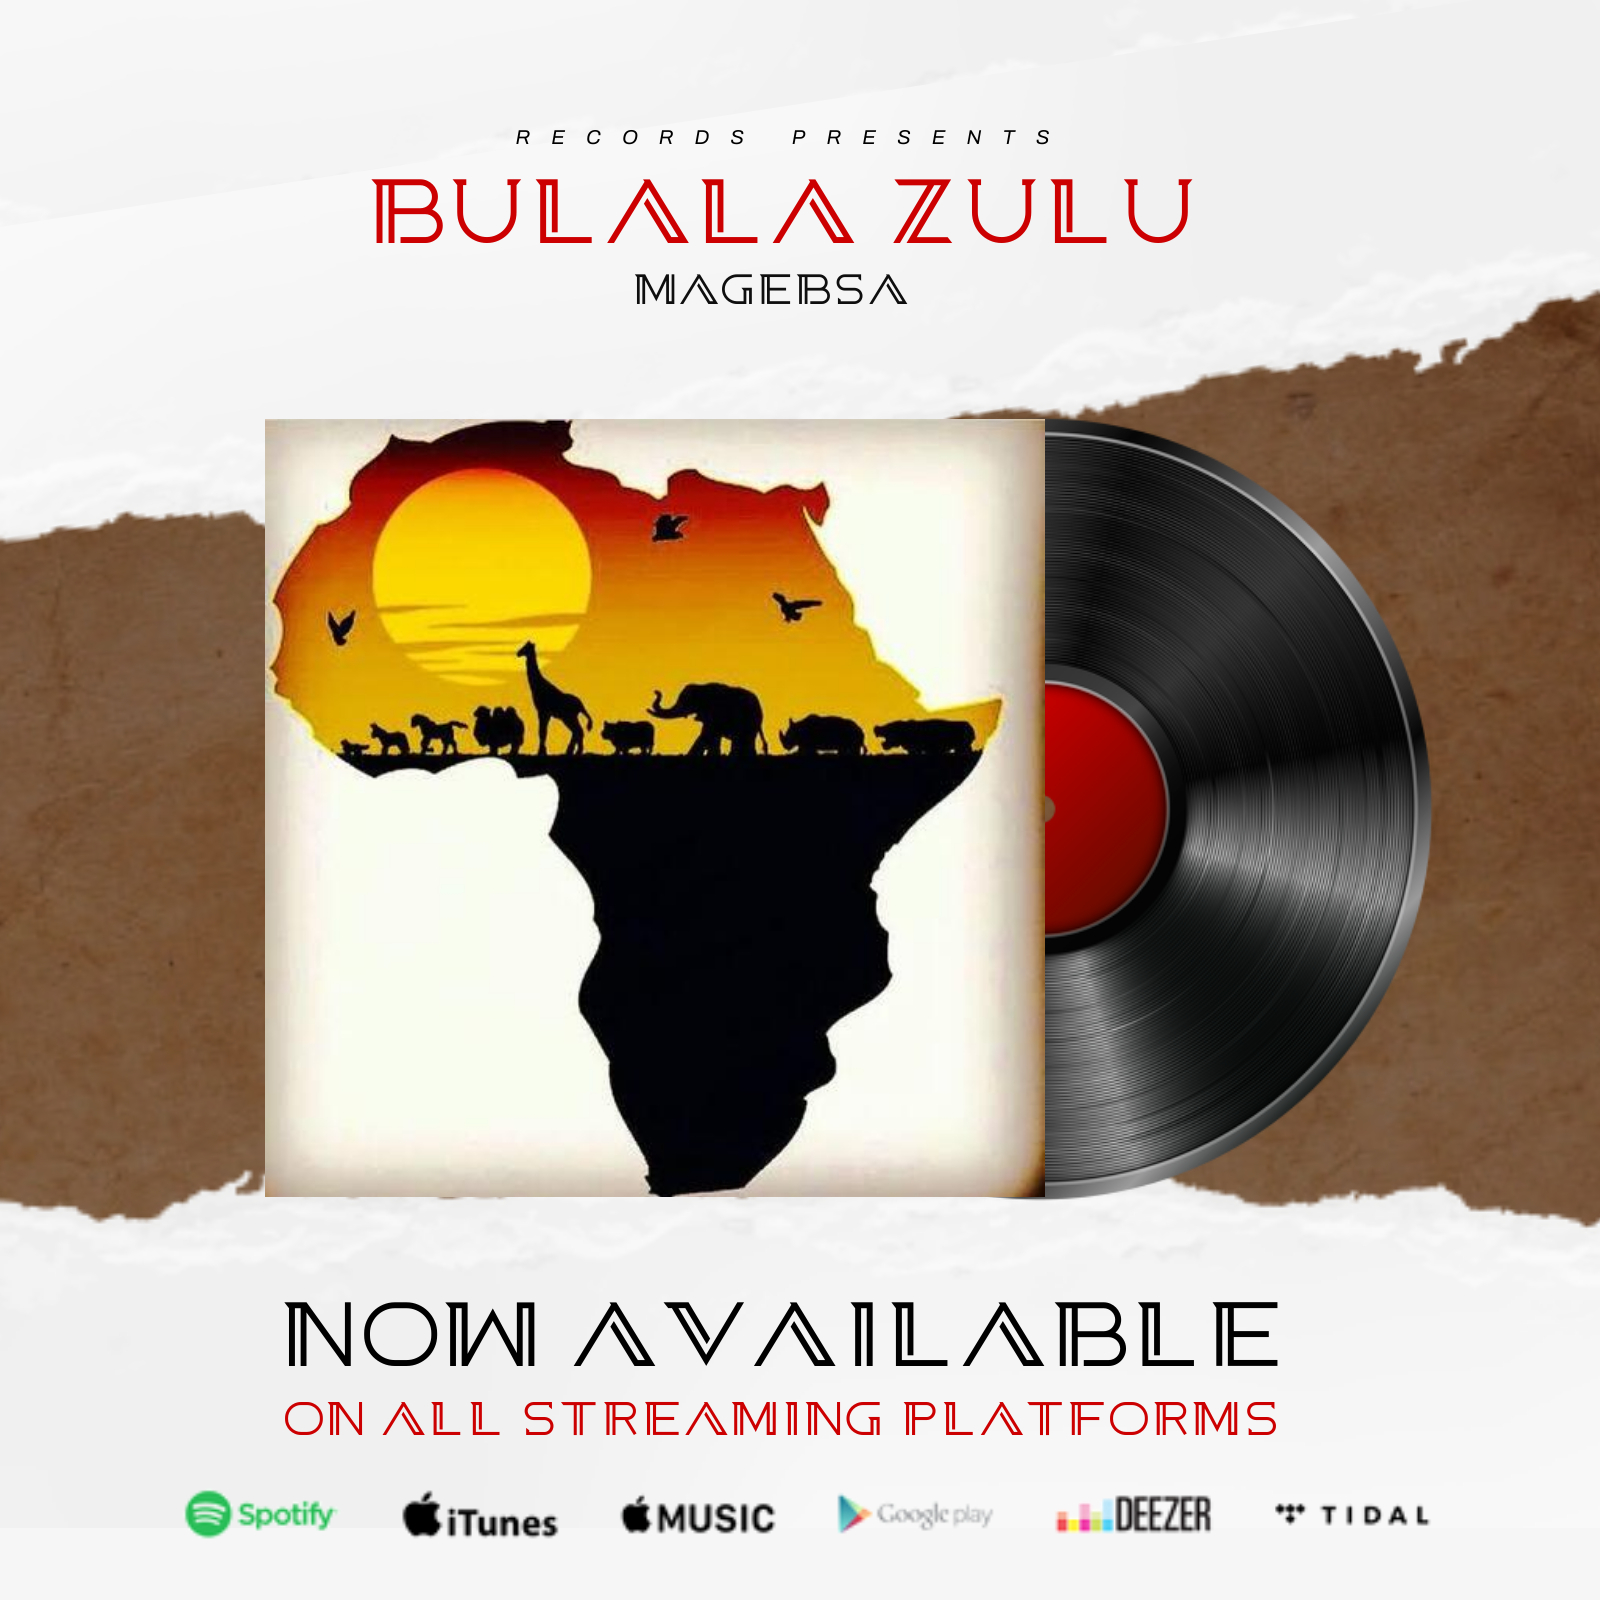 RECORDS PRESENTS
BULALA ZULU
MAGEBSA
NOW AVAILABLE
ON ALL STREAMING PLATFORMS
Spotify iTunes MUSIC Google play DEEZER TIDAL